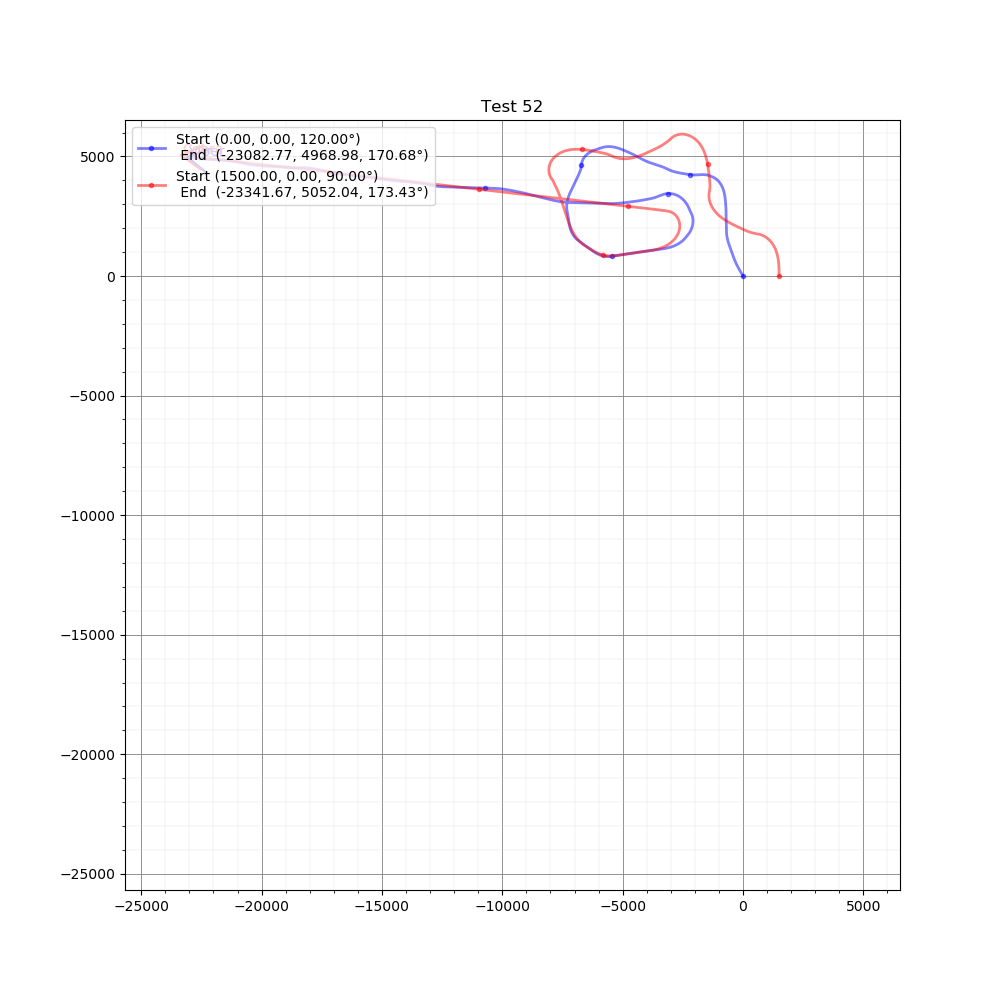 Test 52
Start (0.00, 0.00, 120.00°)
End (-23082.77, 4968.98, 170.68°)
Start (1500.00, 0.00, 90.00°)
End (-23341.67, 5052.04, 173.43°)
5000
0
−5000
−10000
−15000
−20000
−25000
−25000 −20000 −15000 −10000 −5000 0 5000